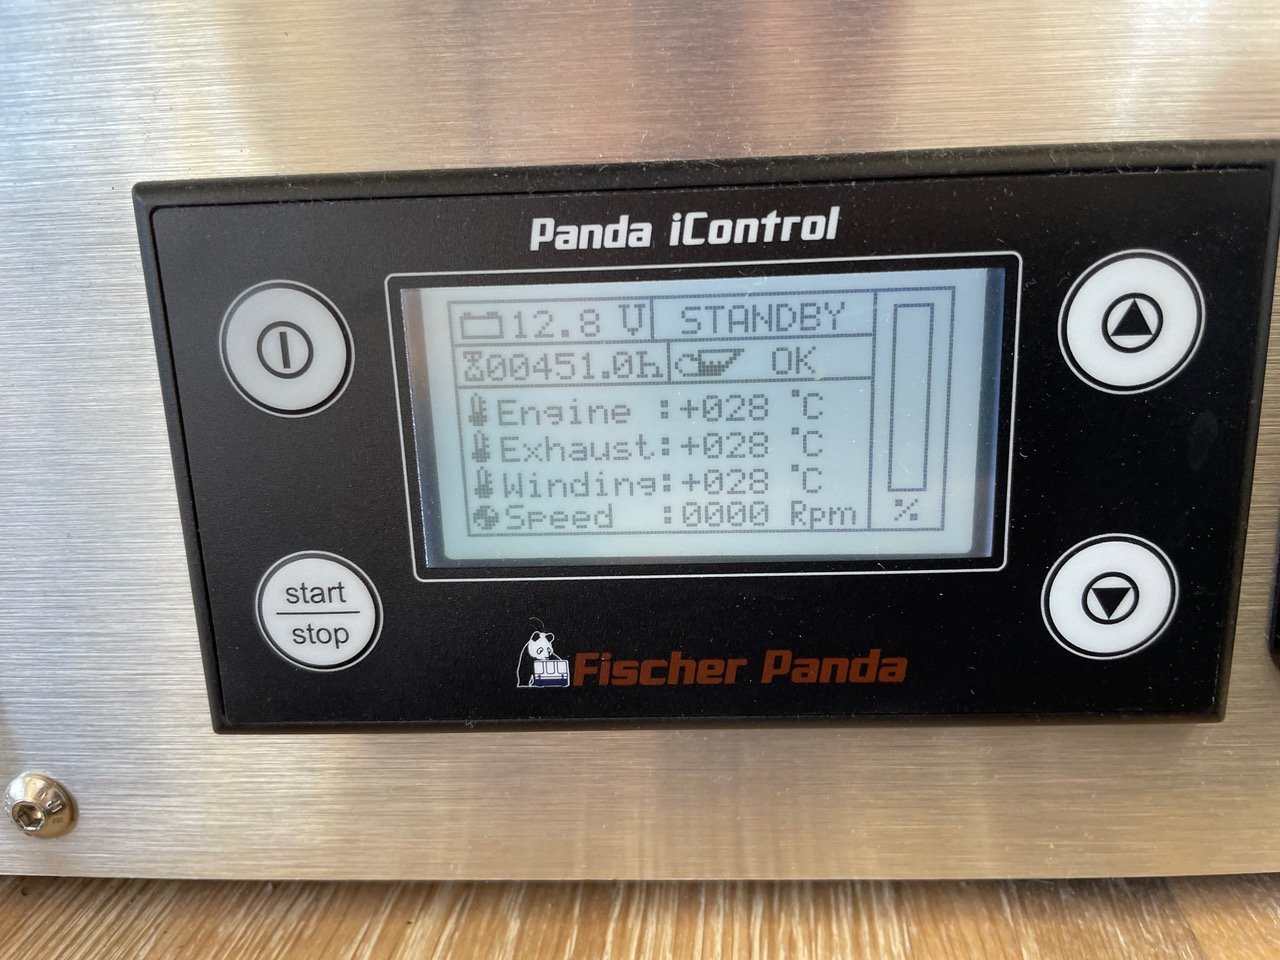 Panda iControl
12.8 V STANDBY
00451.0h OK
Engine :+028 °C
Exhaust:+028 °C
Winding:+028 °C
Speed :0000 Rpm %
start
stop
Fischer Panda